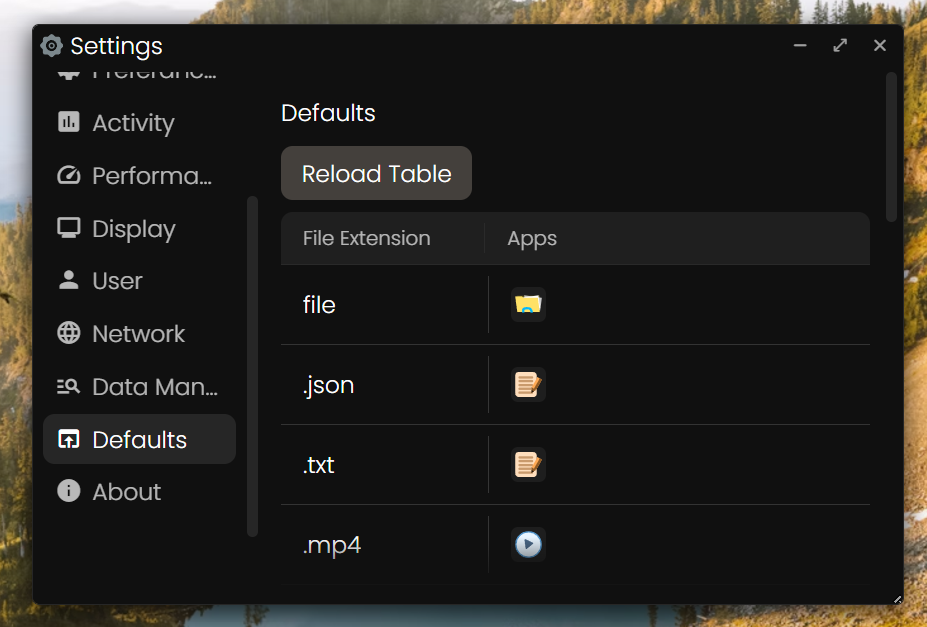 Settings
Activity
Performa...
Display
User
Network
Data Man...
Defaults
About
Defaults
Reload Table
File Extension
Apps
file
.json
.txt
.mp4